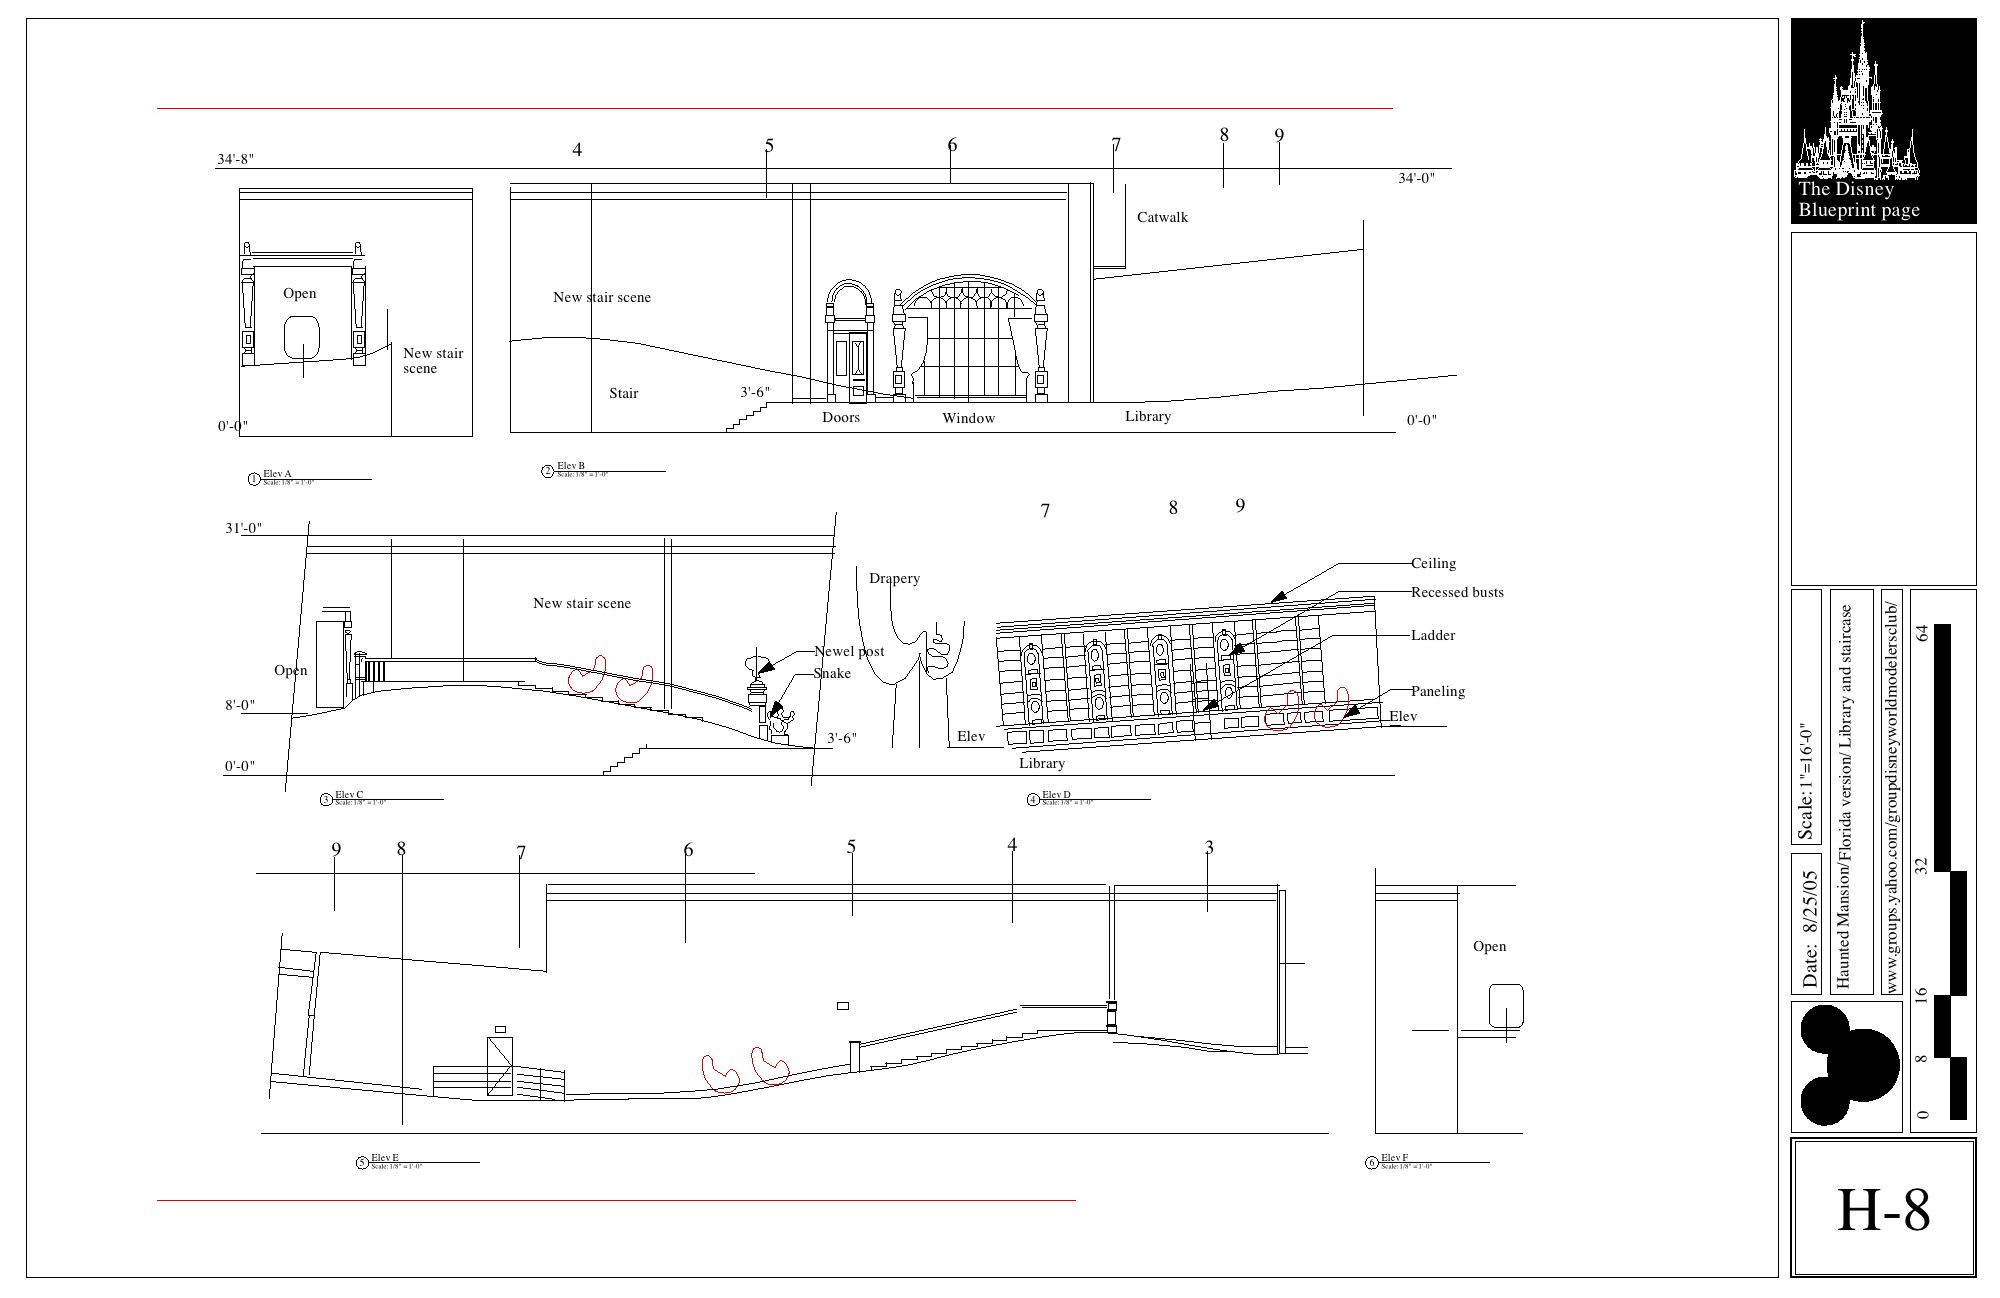 4
5
6
7
8
9
34'-8"
34'-0"
Catwalk
Open
New stair scene
New stair
scene
Stair
3'-6"
Doors
Window
Library
0'-0"
0'-0"
1
Elev A
Scale: 1/8" = 1'-0"
2
Elev B
Scale: 1/8" = 1'-0"
7
8
9
31'-0"
New stair scene
Drapery
Ceiling
Recessed busts
Ladder
Newel post
Snake
Open
8'-0"
Paneling
Elev
Elev
3'-6"
Library
0'-0"
3
Elev C
Scale: 1/8" = 1'-0"
4
Elev D
Scale: 1/8" = 1'-0"
9
8
7
6
5
4
3
Open
5
Elev E
Scale: 1/8" = 1'-0"
6
Elev F
Scale: 1/8" = 1'-0"
The Disney
Blueprint page
Scale: 1"=16'-0"
Date: 8/25/05
Haunted Mansion/Florida version/ Library and staircase
www.groups.yahoo.com/groupdisneyworldmodelersclub/
64
32
16
8
0
H-8